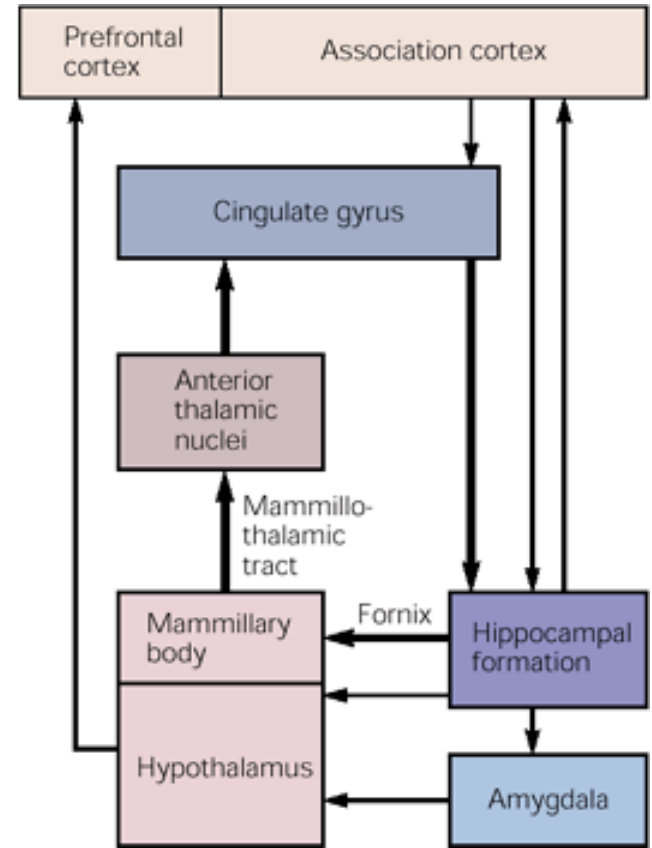 Prefrontal
cortex
Association cortex
Cingulate gyrus
Anterior
thalamic
nuclei
Mammillo-
thalamic
tract
Mammillary
body
Fornix
Hippocampal
formation
Hypothalamus
Amygdala